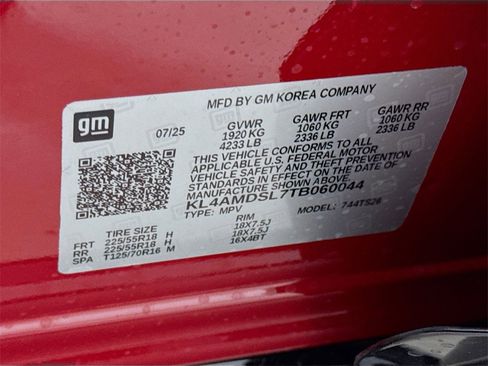 MFD BY GM KOREA COMPANY
gm
07/25
GVWR GAWR FRT GAWR RR
1920 KG 1060 KG 1060 KG
4233 LB 2336 LB 2336 LB
THIS VEHICLE CONFORMS TO ALL
APPLICABLE U.S. FEDERAL MOTOR
VEHICLE SAFETY AND THEFT PREVENTION
STANDARDS IN EFFECT ON THE DATE OF
MANUFACTURE SHOWN ABOVE.
KL4AMDSL7TB060044
TYPE: MPV MODEL: 744TS26
TIRE SIZE RIM
FRT 225/55R18 H 18X7.5J
RR 225/55R18 H 18X7.5J
SPA T125/70R16 M 16X4BT